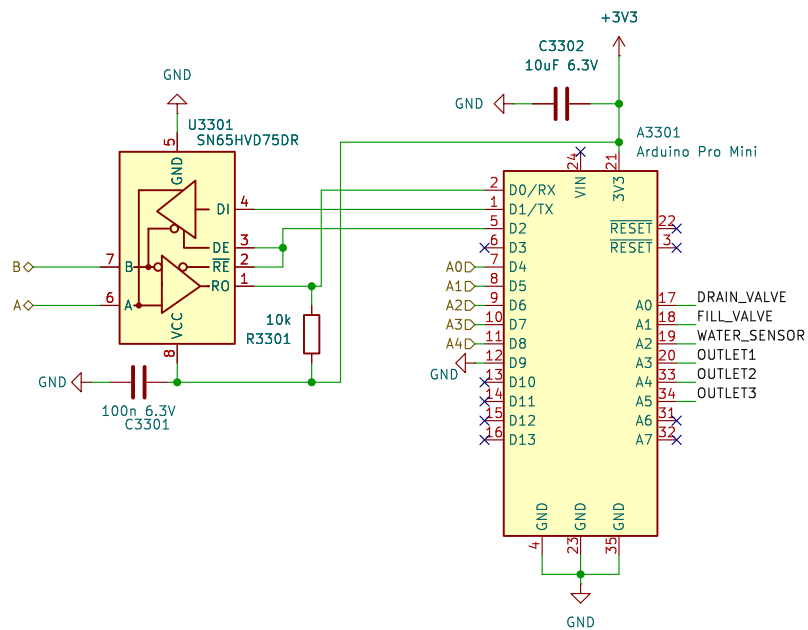 +3V3
C3302
10uF 6.3V
GND
GND
U3301
SN65HVD75DR
A3301
Arduino Pro Mini
5
GND
24
VIN
21
3V3
2
D0/RX
DI
4
1
D1/TX
5
D2
RESET
22
DE
3
6
D3
RESET
3
B
7
B
RE
2
A0
7
D4
RO
1
A1
8
D5
A
6
A
A2
9
D6
A0
17
DRAIN_VALVE
10k
R3301
A3
10
D7
A1
18
FILL_VALVE
VCC
A4
11
D8
A2
19
WATER_SENSOR
8
12
D9
A3
20
OUTLET1
GND
GND
13
D10
A4
33
OUTLET2
14
D11
A5
34
OUTLET3
100n 6.3V
C3301
15
D12
A6
31
16
D13
A7
32
GND
GND
GND
4
23
35
GND